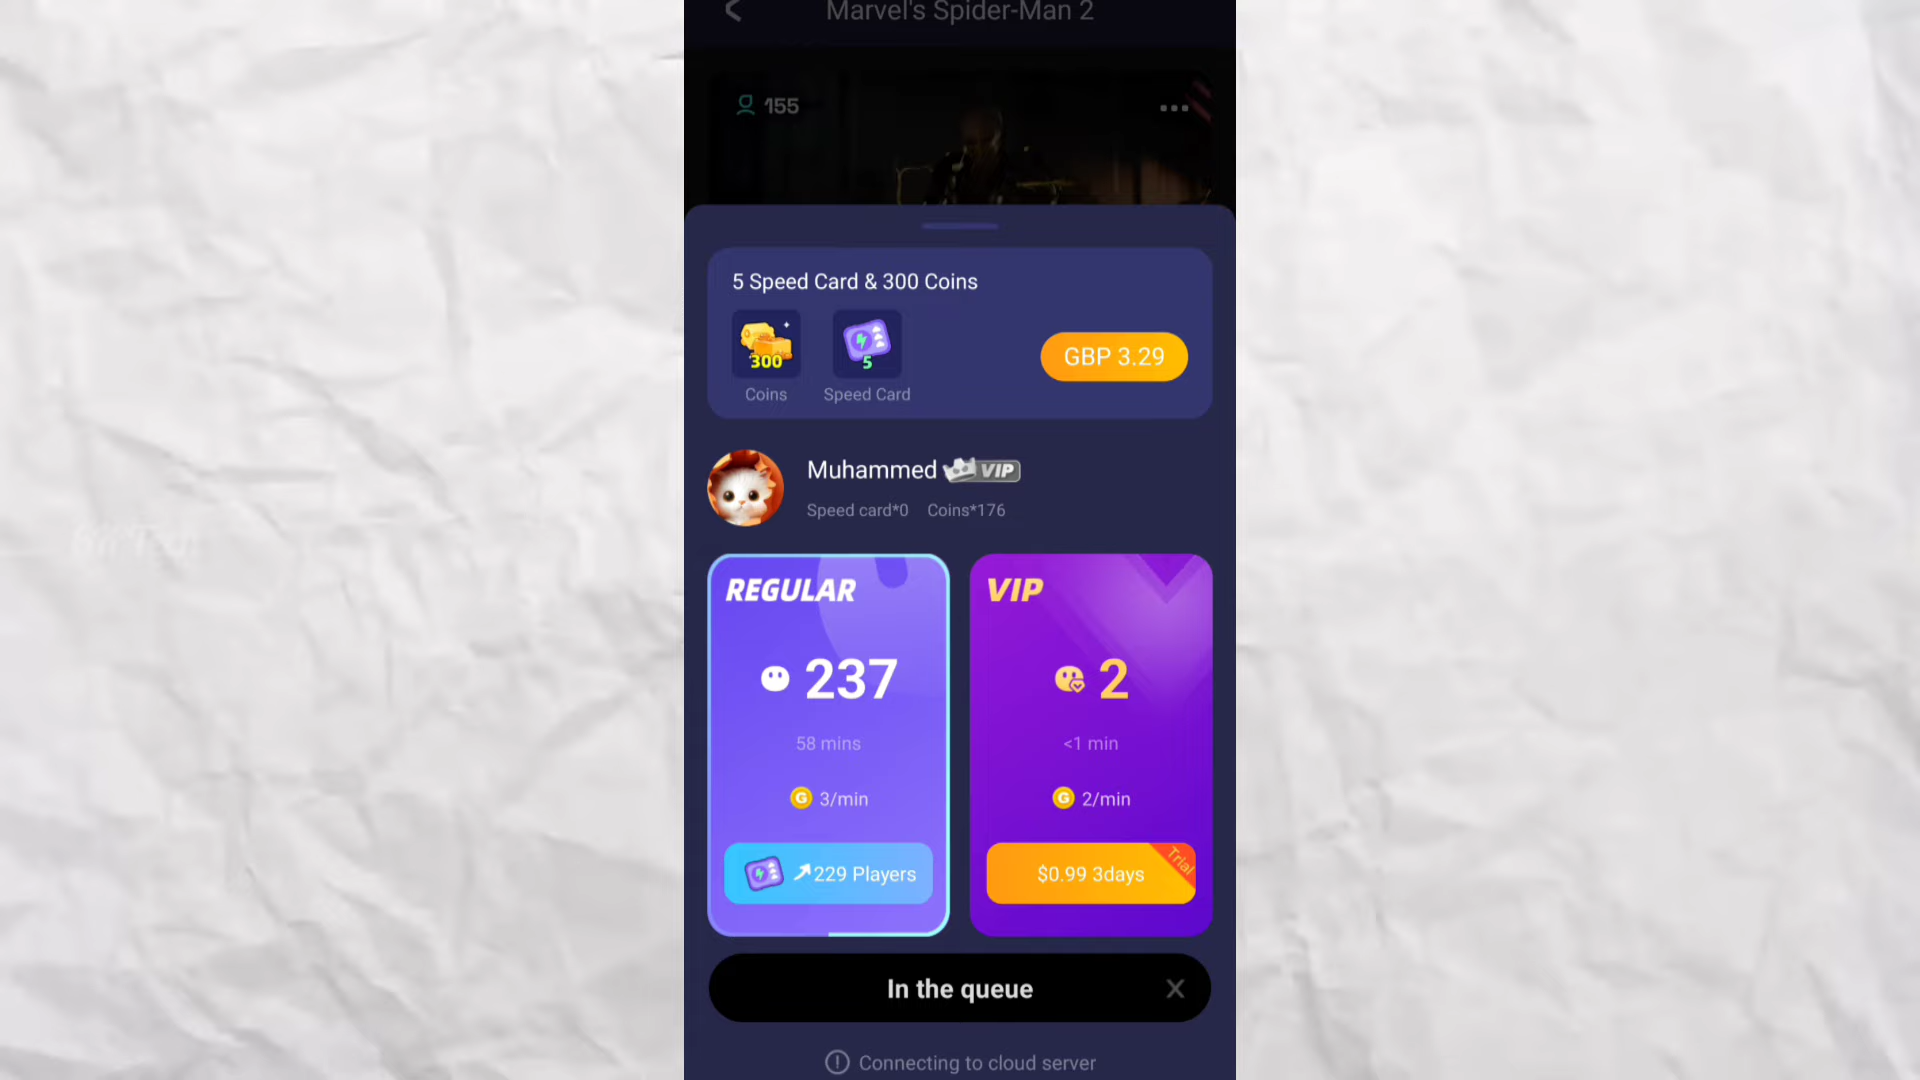 Marvel's Spider-Man 2
155
5 Speed Card & 300 Coins
300
5
GBP 3.29
Coins
Speed Card
Muhammed VIP
Speed card*0 Coins*176
REGULAR
237
58 mins
G 3/min
229 Players
VIP
2
<1 min
G 2/min
$0.99 3days
Trial
In the queue X
Connecting to cloud server